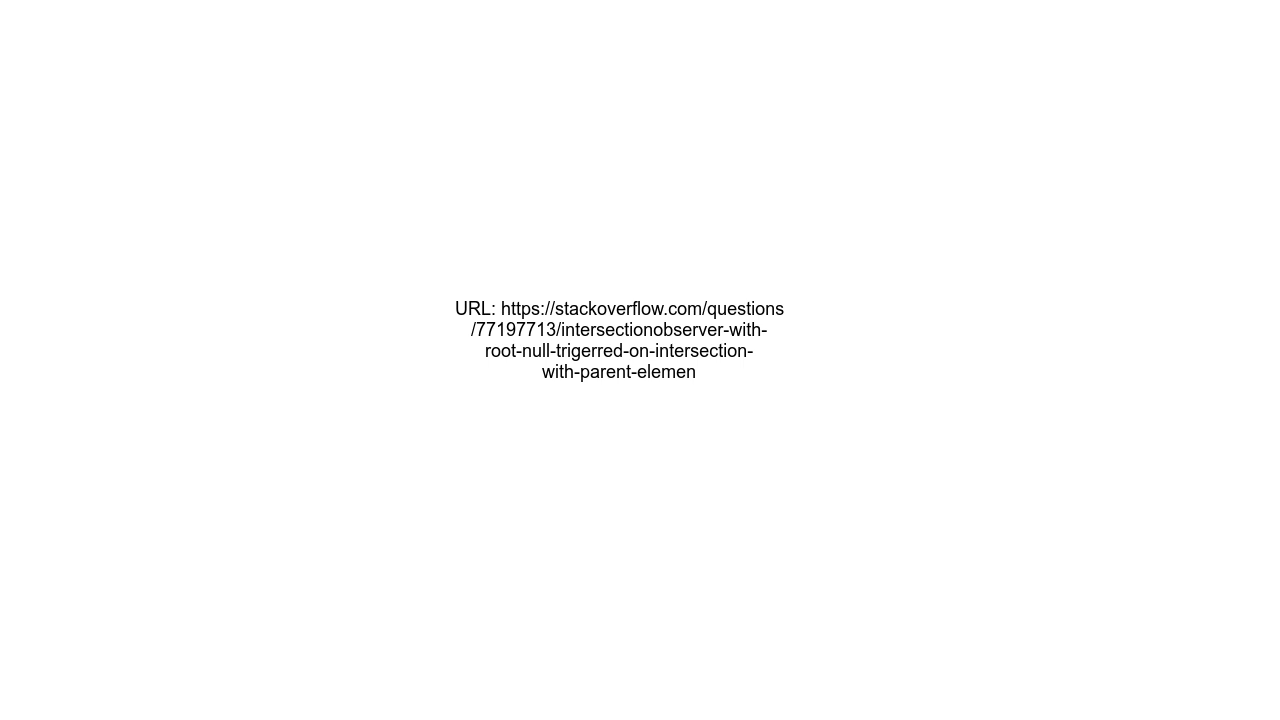 URL: https://stackoverflow.com/questions
/77197713/intersectionobserver-with-
root-null-trigerred-on-intersection-
with-parent-elemen